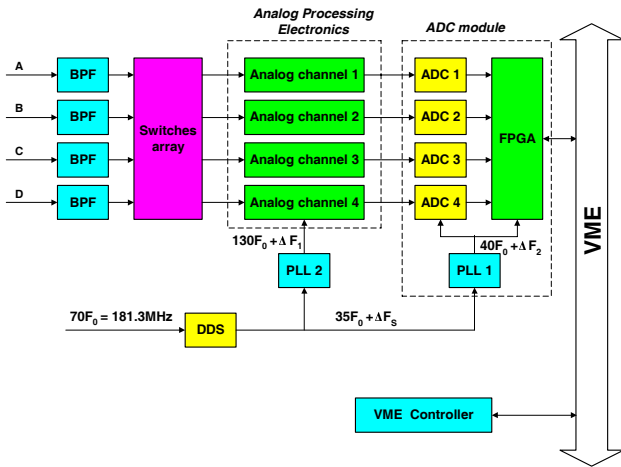 Analog Processing
Electronics
ADC module
A
BPF
Analog channel 1
ADC 1
B
BPF
Analog channel 2
ADC 2
Switches
array
FPGA
C
BPF
Analog channel 3
ADC 3
D
BPF
Analog channel 4
ADC 4
VME
130F0 + Δ F1
40F0 + Δ F2
PLL 2
PLL 1
70F0 = 181.3MHz
DDS
35F0 + ΔFS
VME Controller